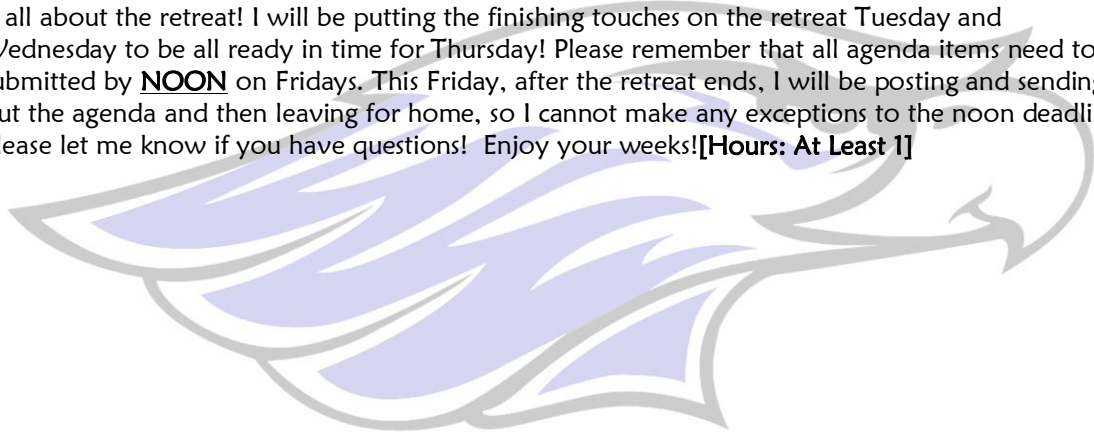 all about the retreat! I will be putting the finishing touches on the retreat Tuesday and
ednesday to be all ready in time for Thursday! Please remember that all agenda items need to
ubmitted by NOON on Fridays. This Friday, after the retreat ends, I will be posting and sending
ut the agenda and then leaving for home, so I cannot make any exceptions to the noon deadli
lease let me know if you have questions!  Enjoy your weeks![Hours: At Least 1]